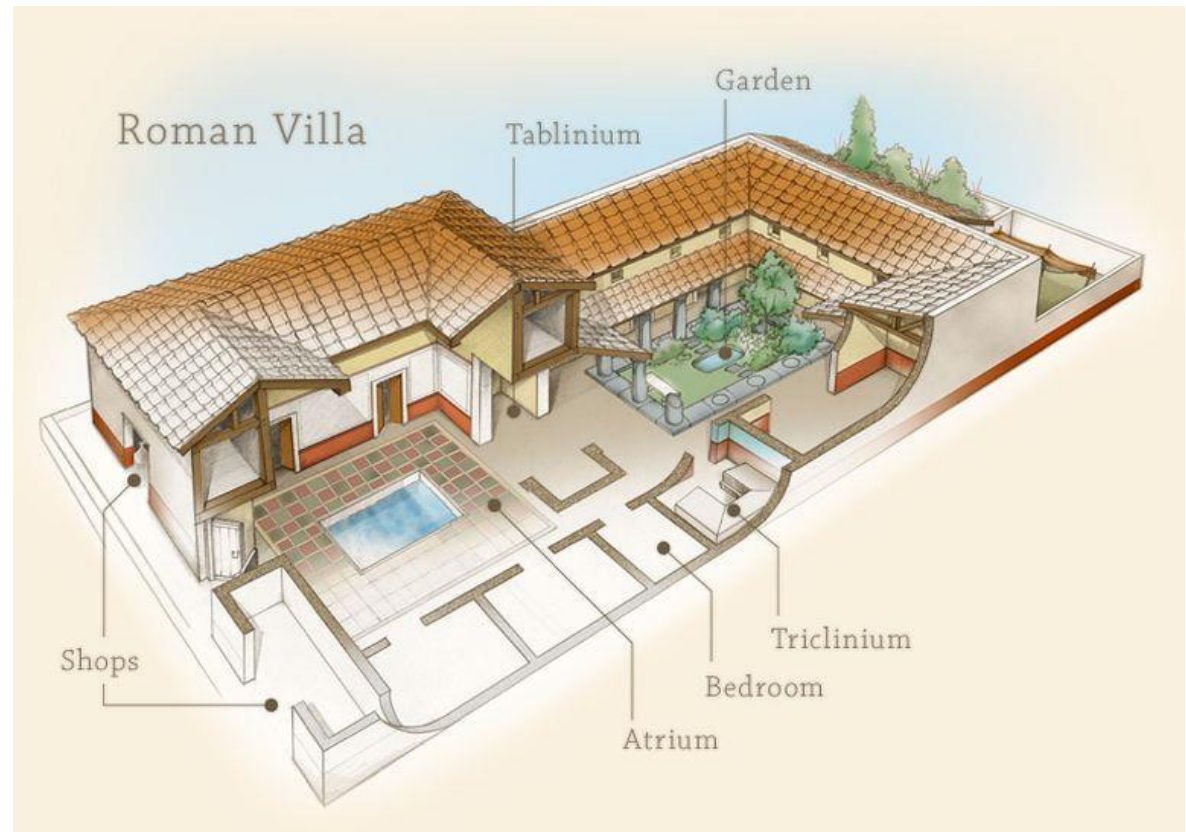 Roman Villa
Garden
Tablinium
Shops
Triclinium
Bedroom
Atrium